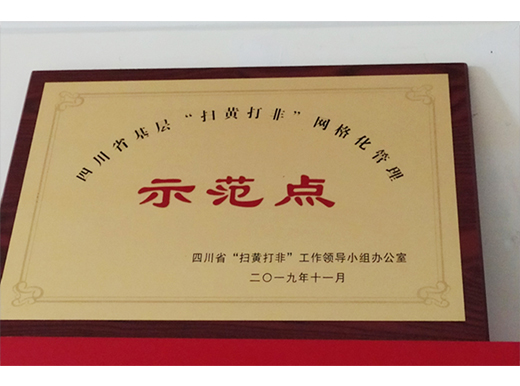 四川省基层“扫黄打非”网格化管理
示范点
四川省“扫黄打非”工作领导小组办公室
二〇一九年十一月